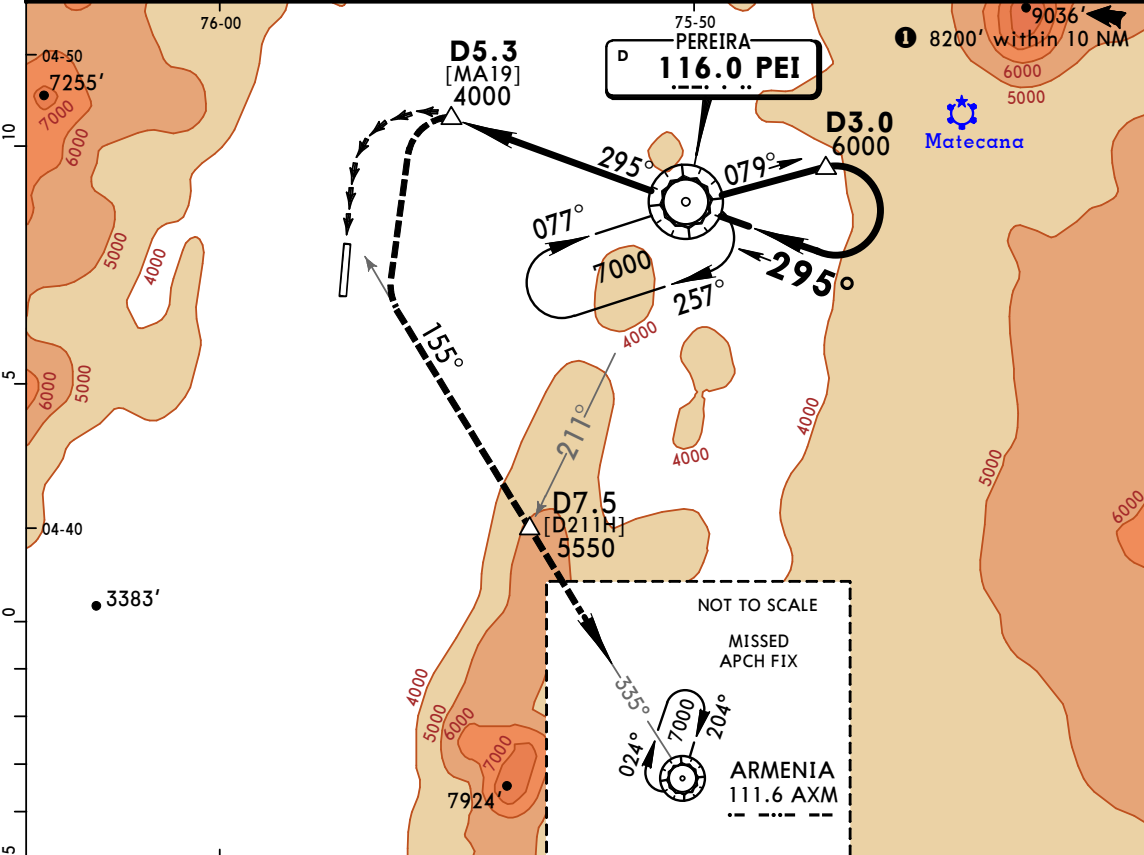 76-00
75-50
9036'
❶ 8200' within 10 NM
6000
5000
04-50
7255'
7000
6000
D5.3
[MA19]
4000
PEREIRA
D
116.0 PEI
Matecana
D3.0
6000
10
295°
079°
077°
7000
257°
295°
5000
4000
4000
155°
5
6000
5000
211°
4000
4000
5000
6000
04-40
D7.5
[D211H]
5550
0
3383'
NOT TO SCALE
MISSED
APCH FIX
335°
4000
5000
6000
7000
7924'
024°
7000
204°
ARMENIA
111.6 AXM
5